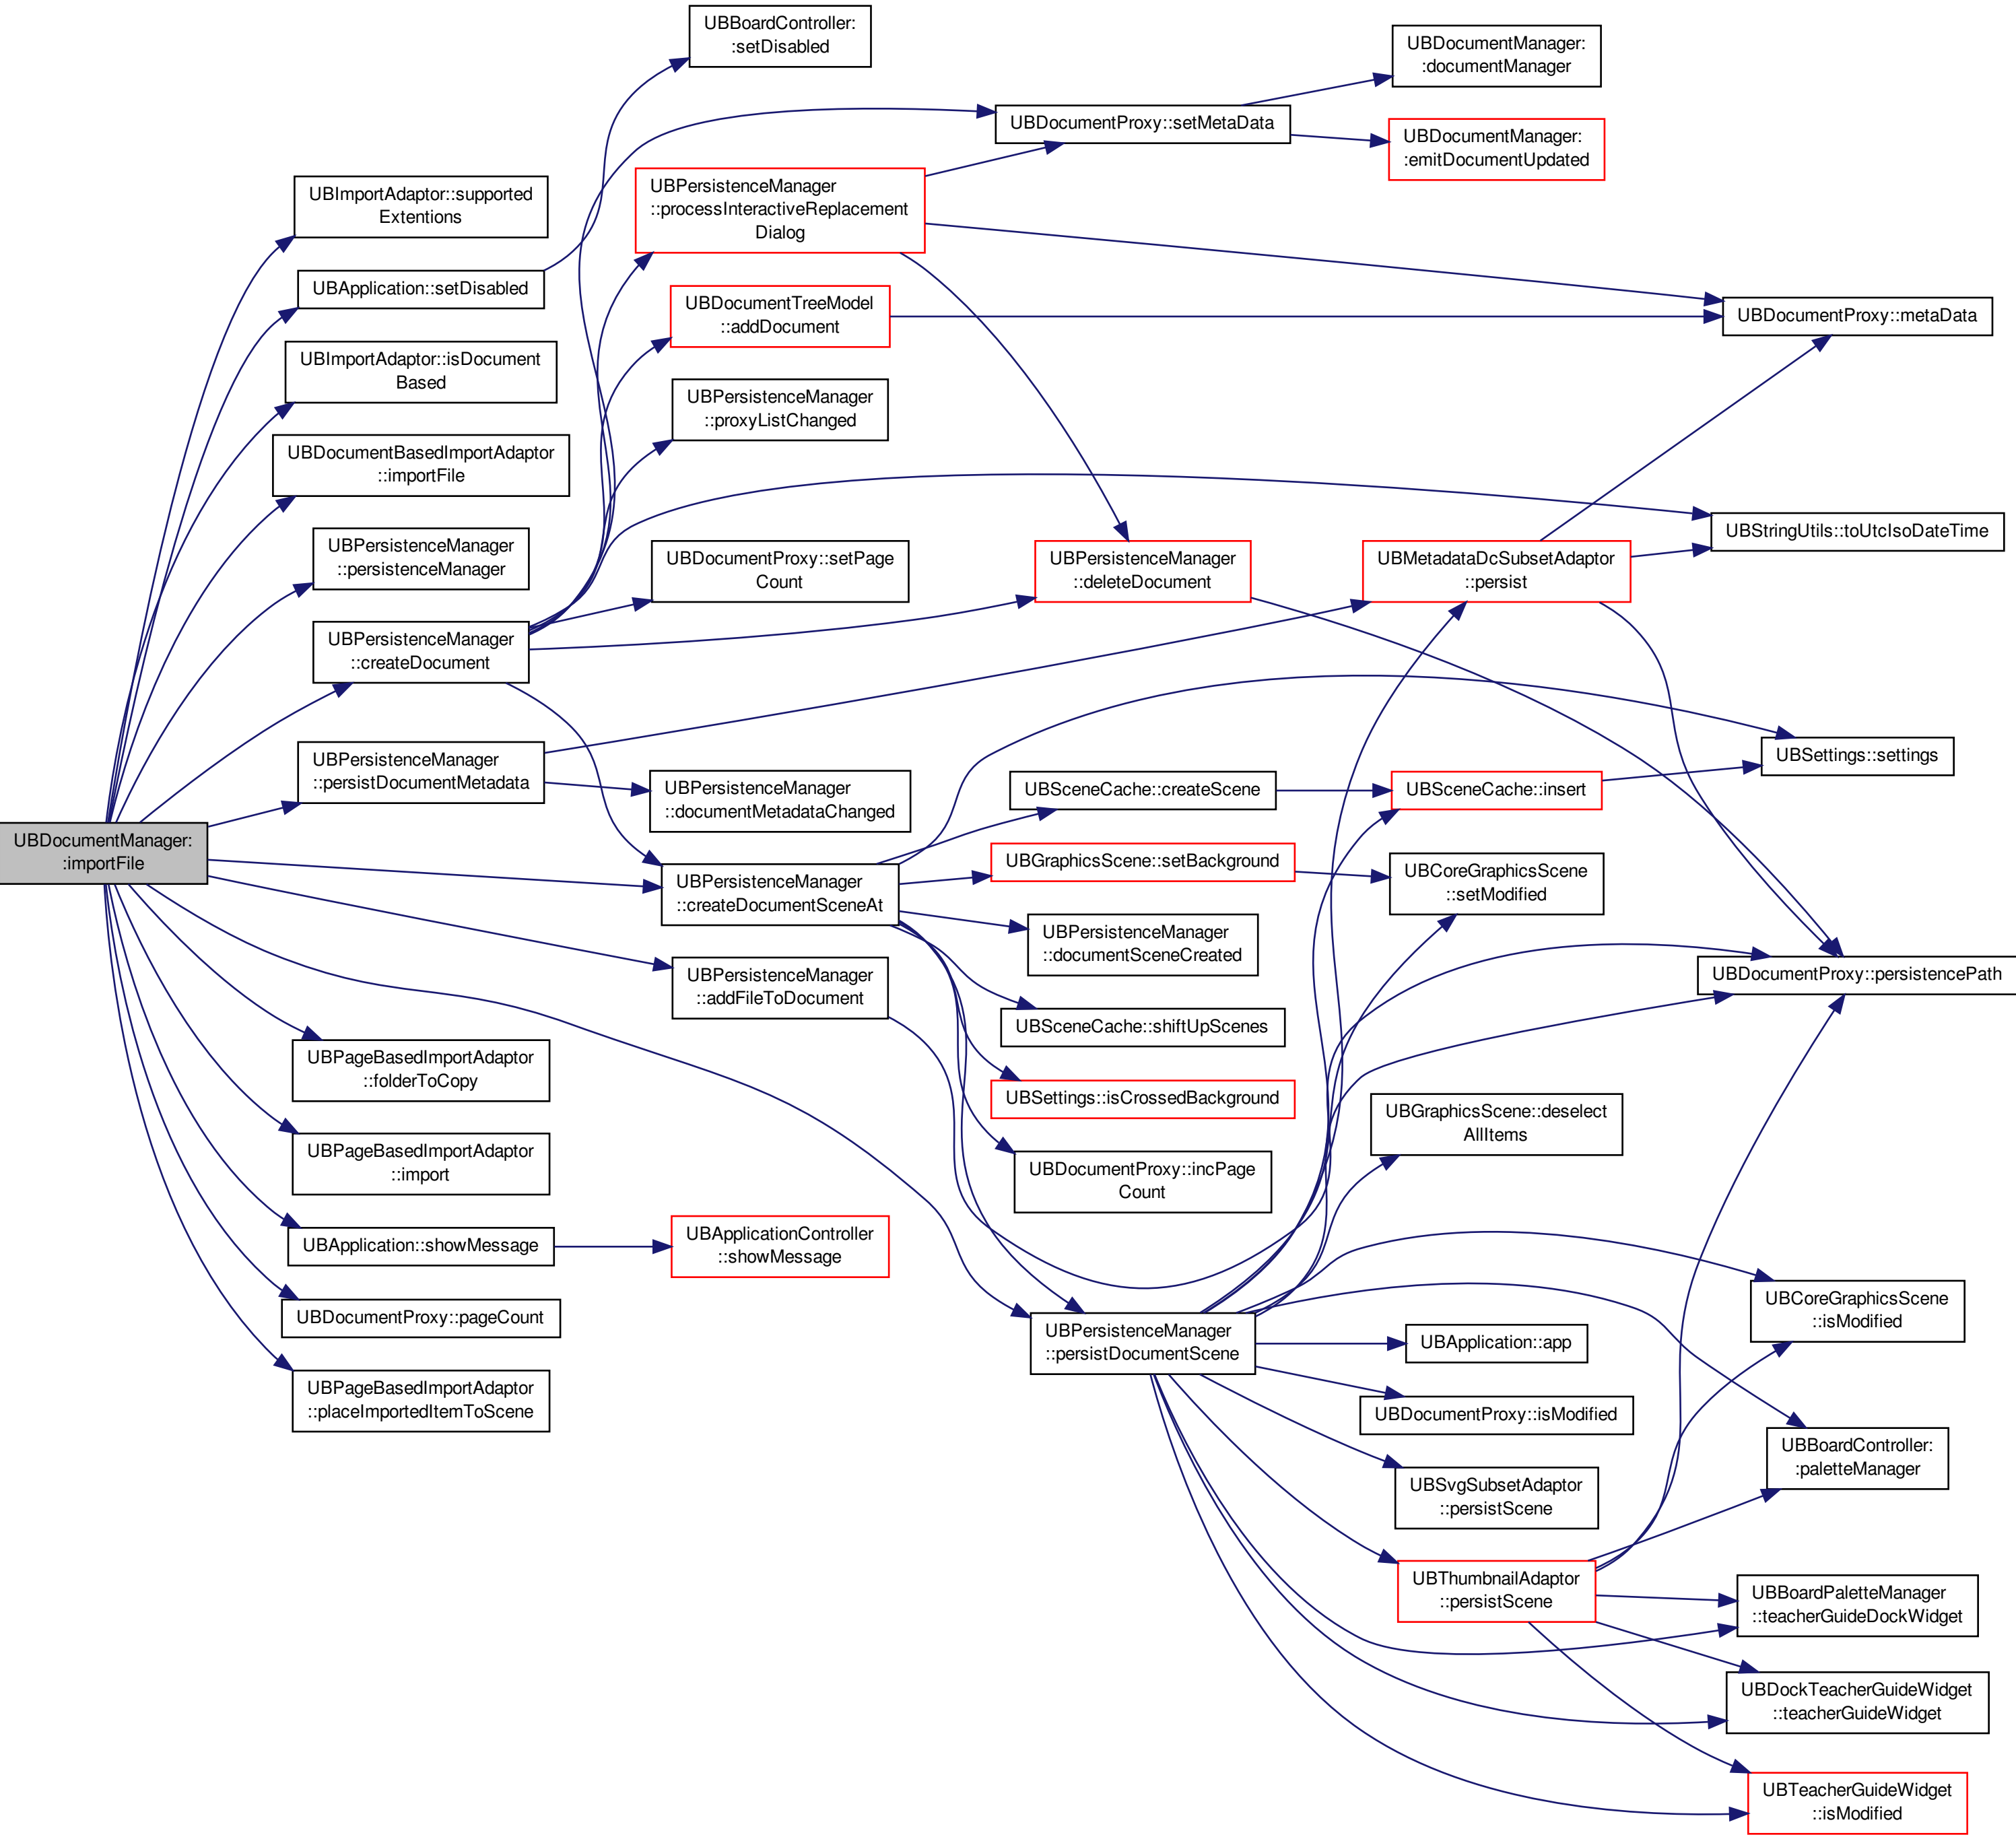 UBDocumentManager:
:importFile
UBImportAdaptor::supported
Extentions
UBApplication::setDisabled
UBImportAdaptor::isDocument
Based
UBDocumentBasedImportAdaptor
::importFile
UBPersistenceManager
::persistenceManager
UBPersistenceManager
::createDocument
UBPersistenceManager
::persistDocumentMetadata
UBPageBasedImportAdaptor
::folderToCopy
UBPageBasedImportAdaptor
::import
UBApplication::showMessage
UBDocumentProxy::pageCount
UBPageBasedImportAdaptor
::placeImportedItemToScene
UBBoardController:
:setDisabled
UBPersistenceManager
::processInteractiveReplacement
Dialog
UBDocumentTreeModel
::addDocument
UBPersistenceManager
::proxyListChanged
UBDocumentProxy::setPage
Count
UBPersistenceManager
::documentMetadataChanged
UBPersistenceManager
::createDocumentSceneAt
UBPersistenceManager
::addFileToDocument
UBApplicationController
::showMessage
UBDocumentProxy::setMetaData
UBPersistenceManager
::deleteDocument
UBSceneCache::createScene
UBGraphicsScene::setBackground
UBPersistenceManager
::documentSceneCreated
UBSceneCache::shiftUpScenes
UBSettings::isCrossedBackground
UBDocumentProxy::incPage
Count
UBPersistenceManager
::persistDocumentScene
UBDocumentManager:
:documentManager
UBDocumentManager:
:emitDocumentUpdated
UBMetadataDcSubsetAdaptor
::persist
UBSceneCache::insert
UBCoreGraphicsScene
::setModified
UBGraphicsScene::deselect
AllItems
UBApplication::app
UBDocumentProxy::isModified
UBSvgSubsetAdaptor
::persistScene
UBThumbnailAdaptor
::persistScene
UBDocumentProxy::metaData
UBStringUtils::toUtcIsoDateTime
UBSettings::settings
UBDocumentProxy::persistencePath
UBCoreGraphicsScene
::isModified
UBBoardController:
:paletteManager
UBBoardPaletteManager
::teacherGuideDockWidget
UBDockTeacherGuideWidget
::teacherGuideWidget
UBTeacherGuideWidget
::isModified